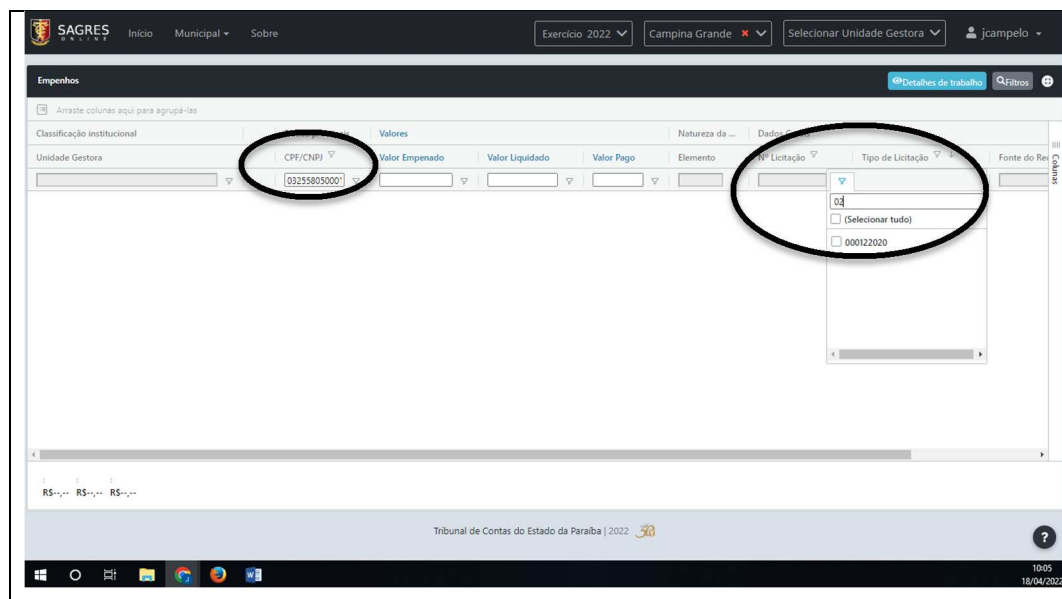 SAGRES
ONLINE
Início
Municipal
Sobre
Exercício 2022
Campina Grande
Selecionar Unidade Gestora
jcampelo
Empenhos
Detalhes de trabalho
Filtros
Arraste colunas aqui para agrupá-las
Classificação institucional
Valores
Natureza da ...
Dados
Unidade Gestora
CPF/CNPJ
Valor Empenado
Valor Liquidado
Valor Pago
Elemento
Nº Licitação
Tipo de Licitação
Fonte do Re
Colunas
03255805000
02
(Selecionar tudo)
000122020
: : :
R$--,-- R$--,-- R$--,--
Tribunal de Contas do Estado da Paraíba | 2022
?
10:05
18/04/2022